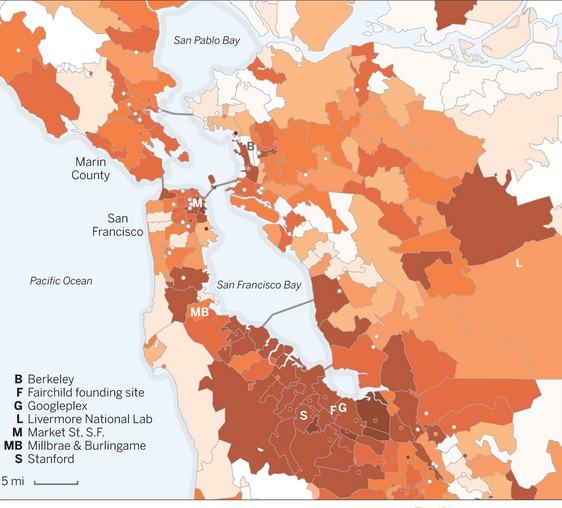 San Pablo Bay
B
Marin
County
M
San
Francisco
L
Pacific Ocean
San Francisco Bay
MB
B Berkeley
F Fairchild founding site
G Googleplex
L Livermore National Lab
M Market St, S.F.
MB Millbrae & Burlingame
S Stanford
S
F
G
5 mi